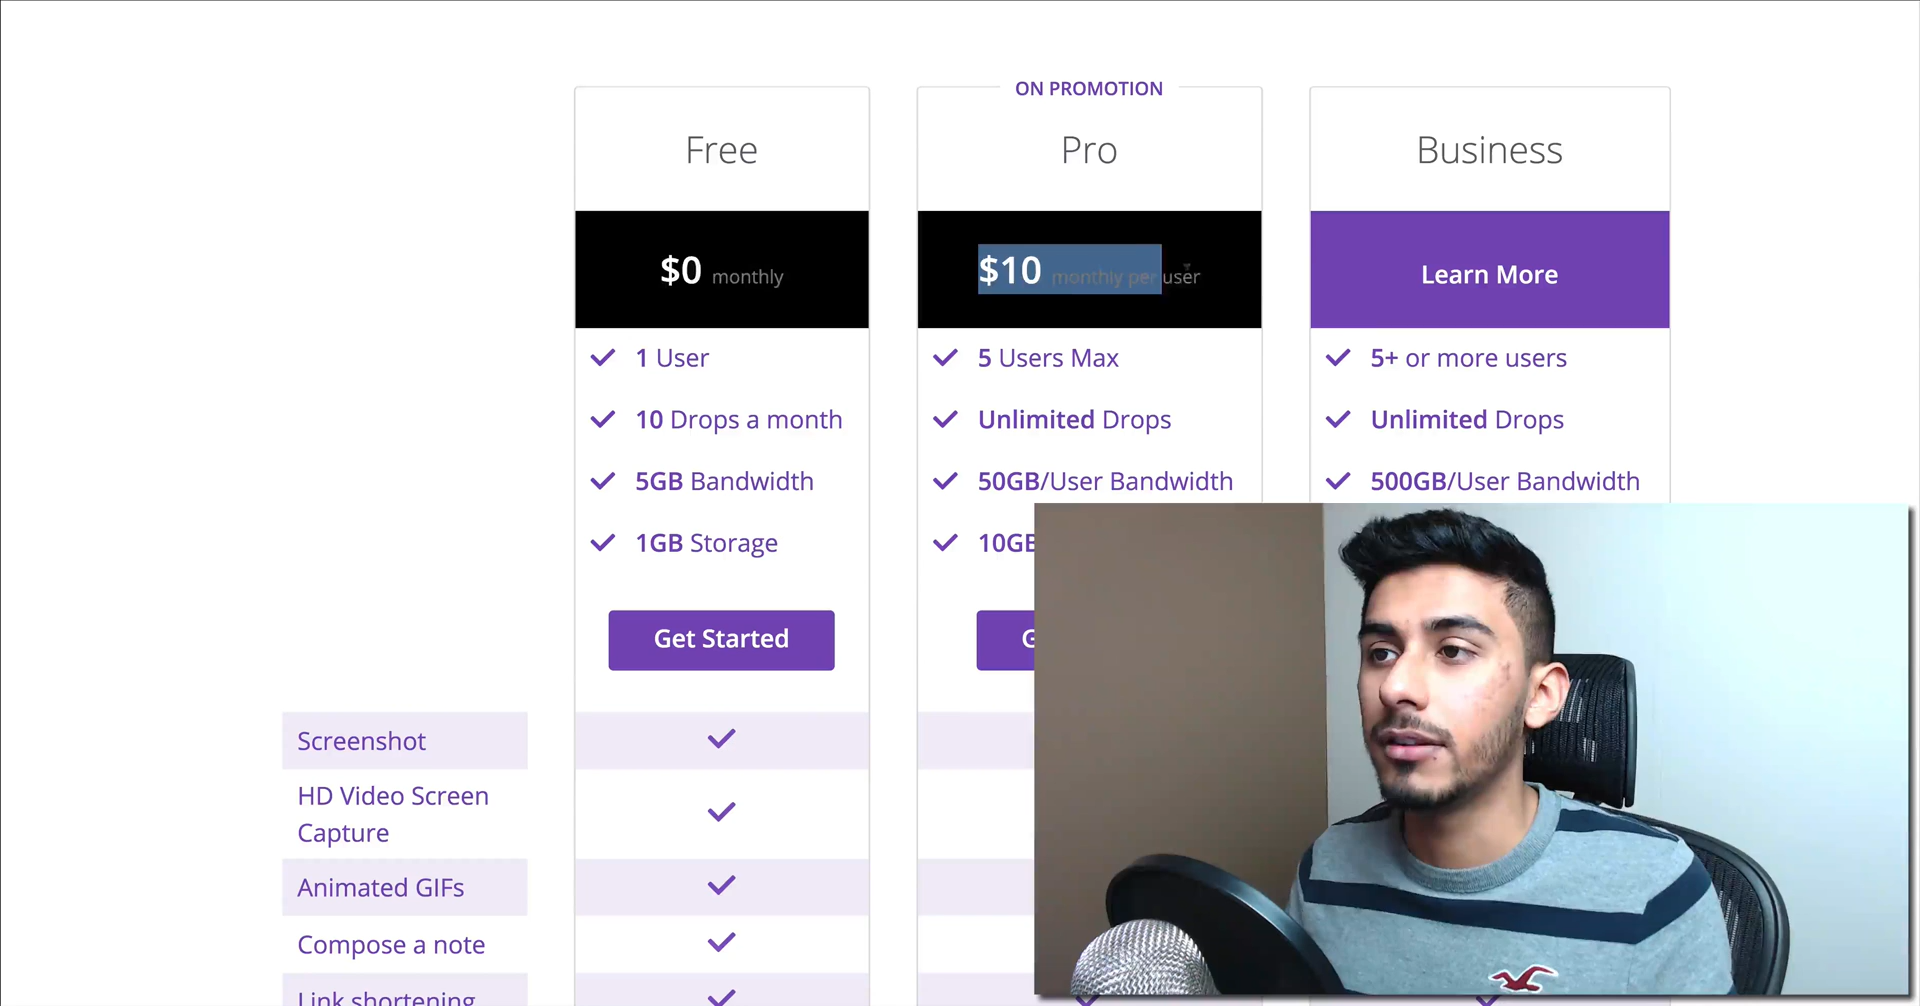 ON PROMOTION
Free
Pro
Business
$0 monthly
$10 monthly per user
Learn More
1 User
5 Users Max
5+ or more users
10 Drops a month
Unlimited Drops
Unlimited Drops
5GB Bandwidth
50GB/User Bandwidth
500GB/User Bandwidth
1GB Storage
10GB
Get Started
G
Screenshot
HD Video Screen
Capture
Animated GIFs
Compose a note
Link shortening